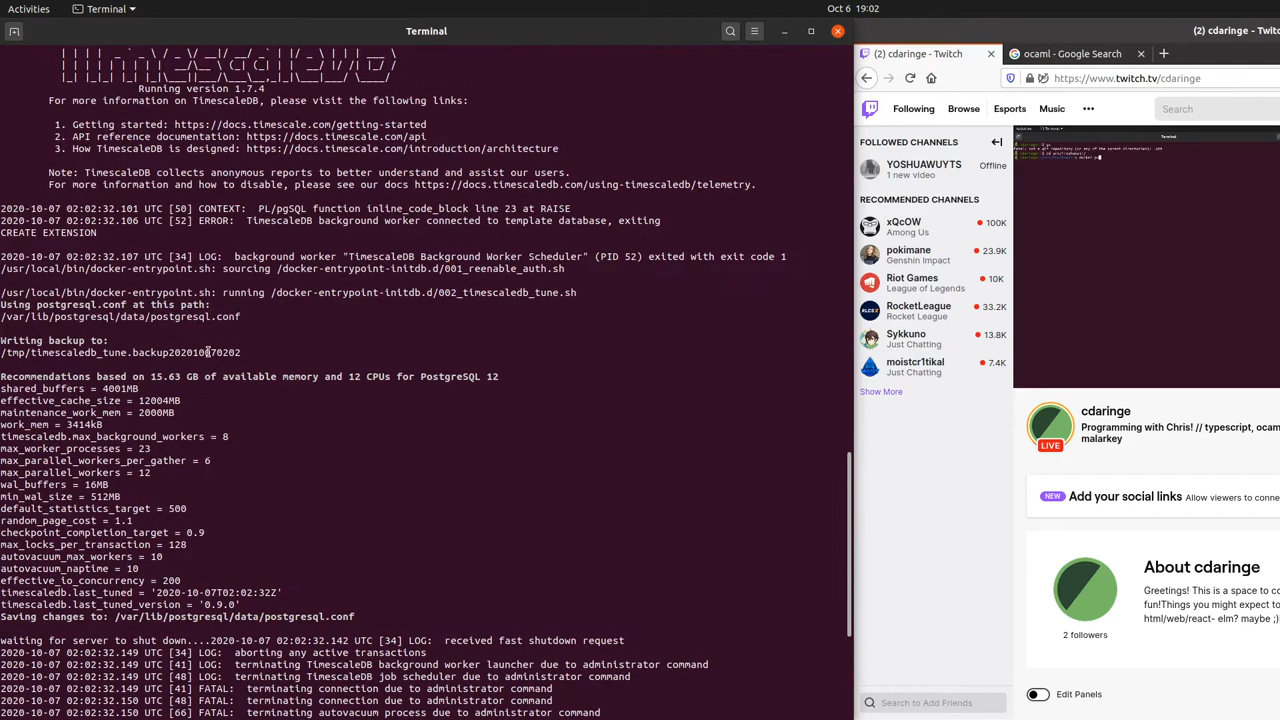 Activities
Terminal
Oct 6 19:02
Terminal
Running version 1.7.4
For more information on TimescaleDB, please visit the following links:
1. Getting started: https://docs.timescale.com/getting-started
2. API reference documentation: https://docs.timescale.com/api
3. How TimescaleDB is designed: https://docs.timescale.com/introduction/architecture
Note: TimescaleDB collects anonymous reports to better understand and assist our users.
For more information and how to disable, please see our docs https://docs.timescaledb.com/using-timescaledb/telemetry.
2020-10-07 02:02:32.101 UTC [50] CONTEXT:  PL/pgSQL function inline_code_block line 23 at RAISE
2020-10-07 02:02:32.106 UTC [52] ERROR:  TimescaleDB background worker connected to template database, exiting
CREATE EXTENSION
2020-10-07 02:02:32.107 UTC [34] LOG:  background worker "TimescaleDB Background Worker Scheduler" (PID 52) exited with exit code 1
/usr/local/bin/docker-entrypoint.sh: sourcing /docker-entrypoint-initdb.d/001_reenable_auth.sh
/usr/local/bin/docker-entrypoint.sh: running /docker-entrypoint-initdb.d/002_timescaledb_tune.sh
Using postgresql.conf at this path:
/var/lib/postgresql/data/postgresql.conf
Writing backup to:
/tmp/timescaledb_tune.backup202010070202
Recommendations based on 15.63 GB of available memory and 12 CPUs for PostgreSQL 12
shared_buffers = 4001MB
effective_cache_size = 12004MB
maintenance_work_mem = 2000MB
work_mem = 3414kB
timescaledb.max_background_workers = 8
max_worker_processes = 23
max_parallel_workers_per_gather = 6
max_parallel_workers = 12
wal_buffers = 16MB
min_wal_size = 512MB
default_statistics_target = 500
random_page_cost = 1.1
checkpoint_completion_target = 0.9
max_locks_per_transaction = 128
autovacuum_max_workers = 10
autovacuum_naptime = 10
effective_io_concurrency = 200
timescaledb.last_tuned = '2020-10-07T02:02:32Z'
timescaledb.last_tuned_version = '0.9.0'
Saving changes to: /var/lib/postgresql/data/postgresql.conf
waiting for server to shut down....2020-10-07 02:02:32.142 UTC [34] LOG:  received fast shutdown request
2020-10-07 02:02:32.149 UTC [34] LOG:  aborting any active transactions
2020-10-07 02:02:32.149 UTC [41] LOG:  terminating TimescaleDB background worker launcher due to administrator command
2020-10-07 02:02:32.149 UTC [48] LOG:  terminating TimescaleDB job scheduler due to administrator command
2020-10-07 02:02:32.149 UTC [41] FATAL:  terminating connection due to administrator command
2020-10-07 02:02:32.149 UTC [48] FATAL:  terminating connection due to administrator command
2020-10-07 02:02:32.150 UTC [66] FATAL:  terminating autovacuum process due to administrator command
(2) cdaringe - Twitch
(2) cdaringe - Twitch
ocaml - Google Search
https://www.twitch.tv/cdaringe
Following
Browse
Esports
Music
Search
FOLLOWED CHANNELS
YOSHUAWUYTS
Offline
1 new video
RECOMMENDED CHANNELS
xQcOW
100K
Among Us
pokimane
23.9K
Genshin Impact
Riot Games
10K
League of Legends
RocketLeague
33.2K
Rocket League
Sykkuno
13.8K
Just Chatting
moistcr1tikal
7.4K
Just Chatting
Show More
Search to Add Friends
cdaringe
Programming with Chris! // typescript, ocam
malarkey
LIVE
NEW
Add your social links
Allow viewers to conne
About cdaringe
Greetings! This is a space to co
fun!Things you might expect to
html/web/react- elm? maybe ;)
2 followers
Edit Panels